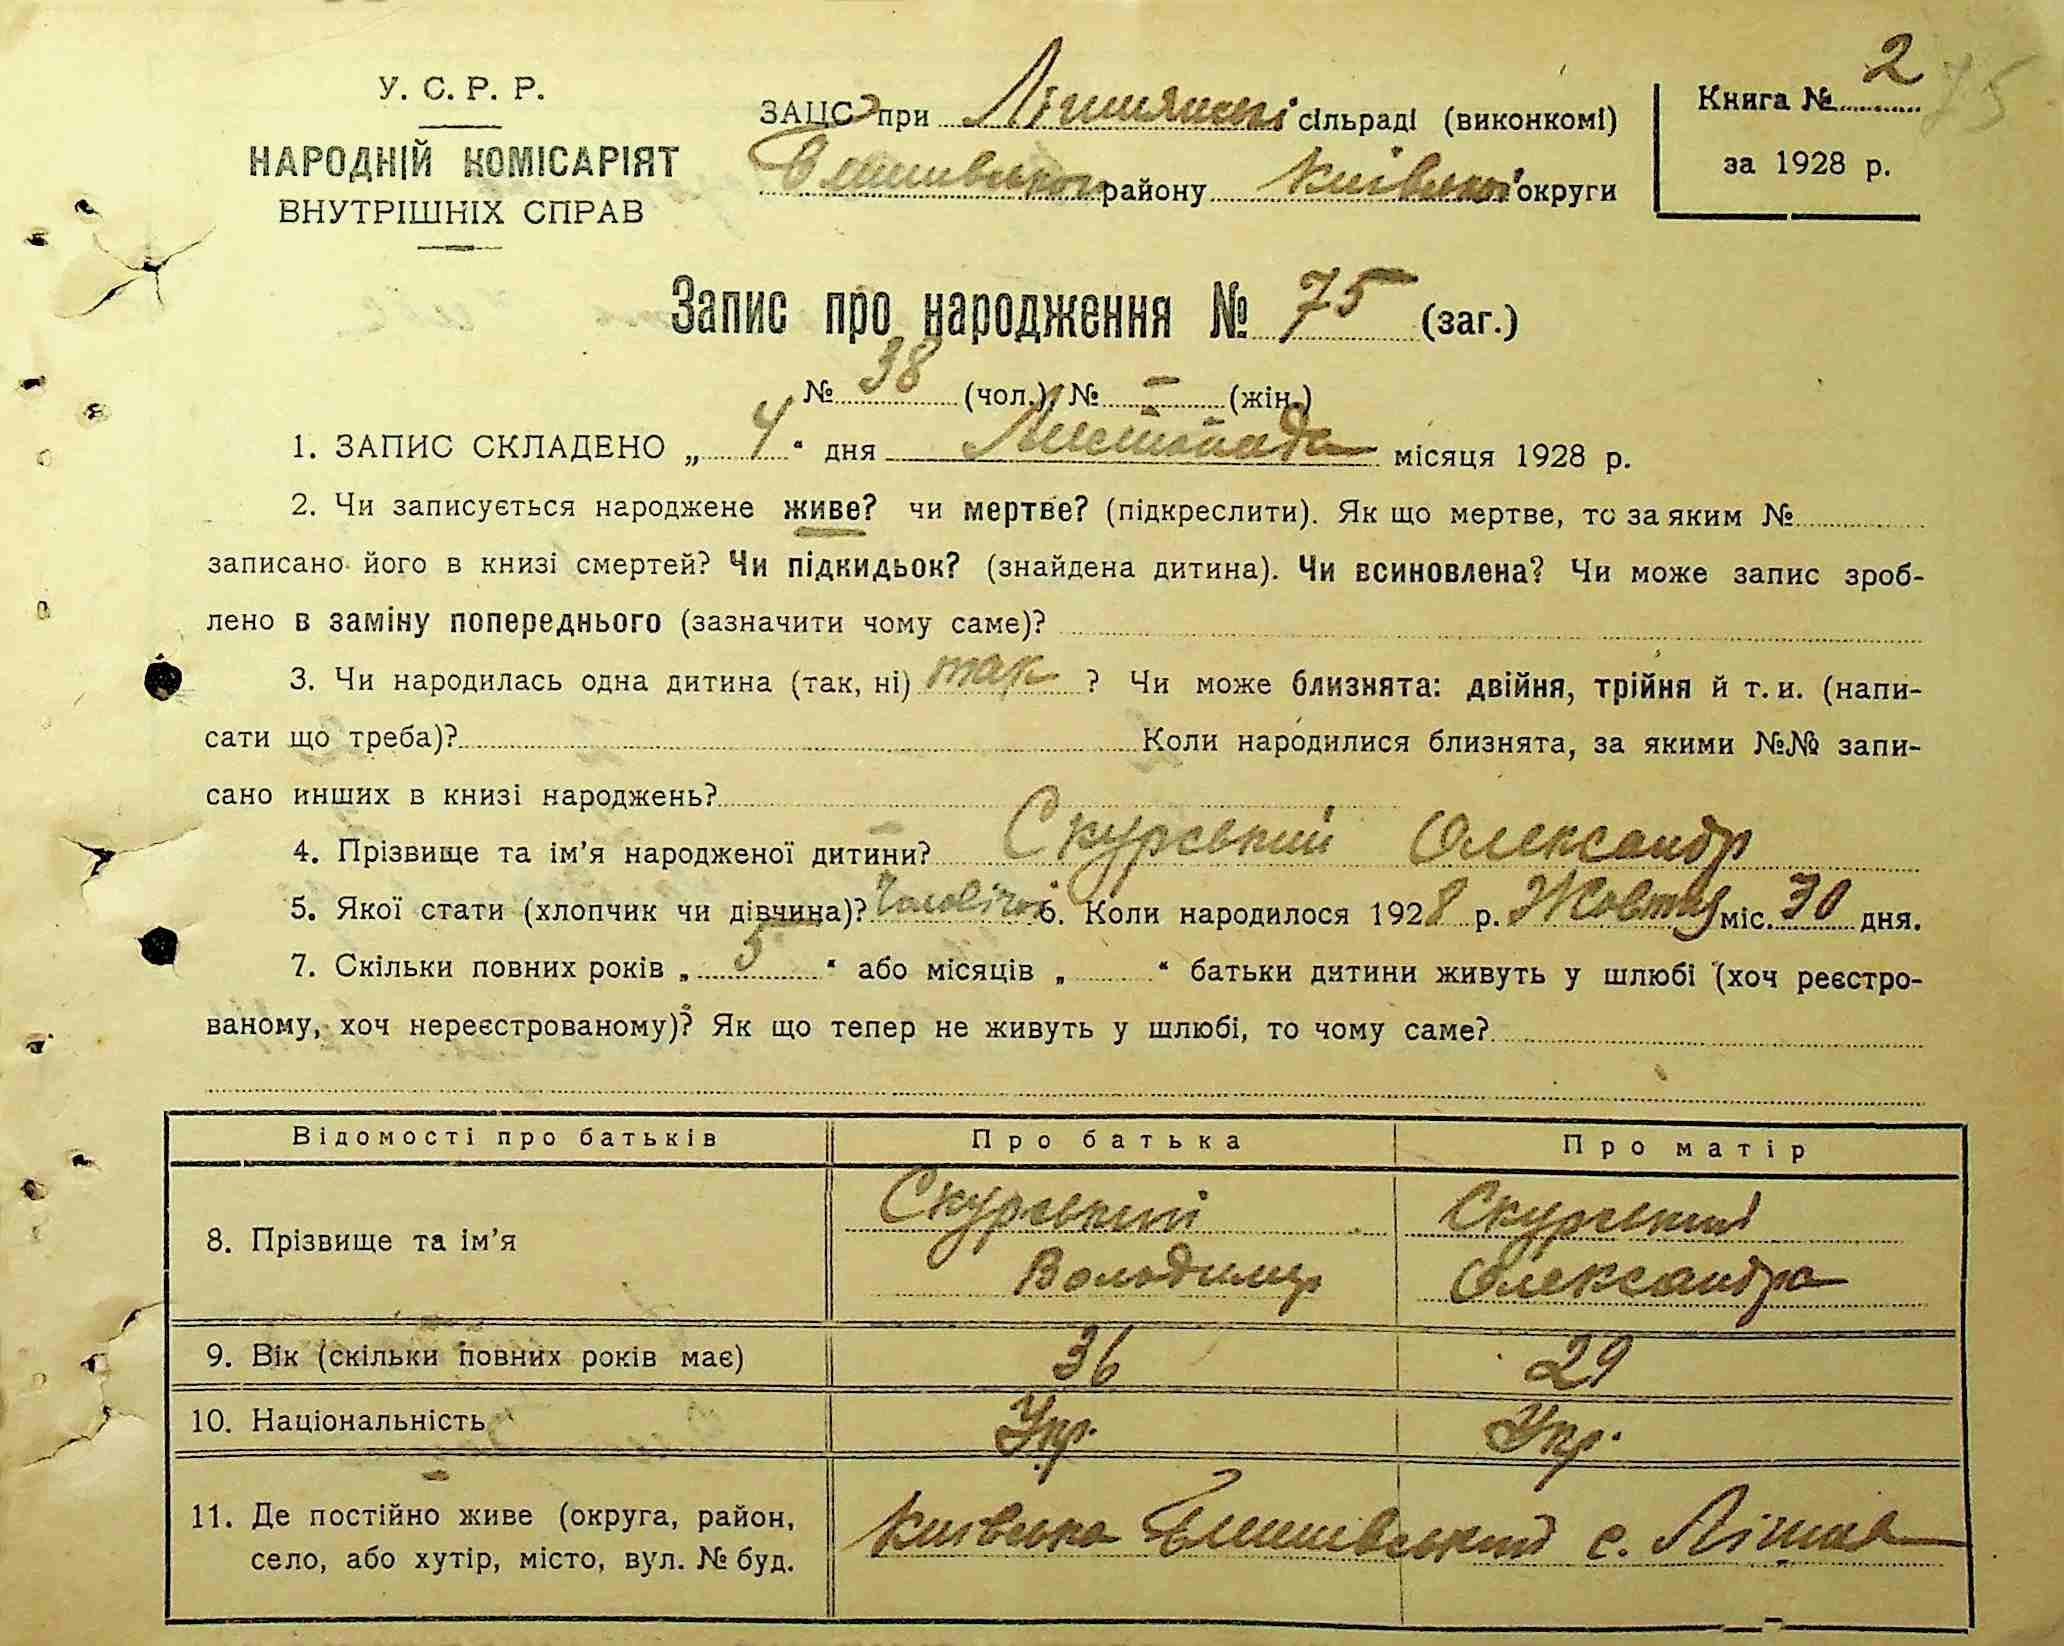 У. С. Р. Р.
НАРОДНІЙ КОМІСАРІЯТ
ВНУТРІШНІХ СПРАВ
ЗАЦС при Лішнянській сільраді (виконкомі)
району Київської округи
Книга № 2
за 1928 р.
75
Запис про народження № 75 (заг.)
№ 38 (чол.) № – (жін.)
1. ЗАПИС СКЛАДЕНО „ 4 “ дня Листопада місяця 1928 р.
2. Чи записується народжене живе? чи мертве? (підкреслити). Як що мертве, то за яким №
записано його в книзі смертей? Чи підкидьок? (знайдена дитина). Чи всиновлена? Чи може запис зроб-
лено в заміну попереднього (зазначити чому саме)?
3. Чи народилась одна дитина (так, ні) так ? Чи може близнята: двійня, трійня й т. и. (напи-
сати що треба)? Коли народилися близнята, за якими №№ запи-
сано инших в книзі народжень?
4. Прізвище та ім’я народженої дитини? Скурський Олександр
5. Якої стати (хлопчик чи дівчина)? 6. Коли народилося 1928 р. Жовтня міс. 30 дня.
7. Скільки повних років „ 5 “ або місяців „ “ батьки дитини живуть у шлюбі (хоч реєстро-
ваному, хоч нереєстрованому)? Як що тепер не живуть у шлюбі, то чому саме?
Відомості про батьків Про батька Про матір
8. Прізвище та ім’я Скурський Скурський
Володимир Олександра
9. Вік (скільки повних років має) 36 29
10. Національність Укр. Укр.
11. Де постійно живе (округа, район,
село, або хутір, місто, вул. № буд. Київська с. Лішня